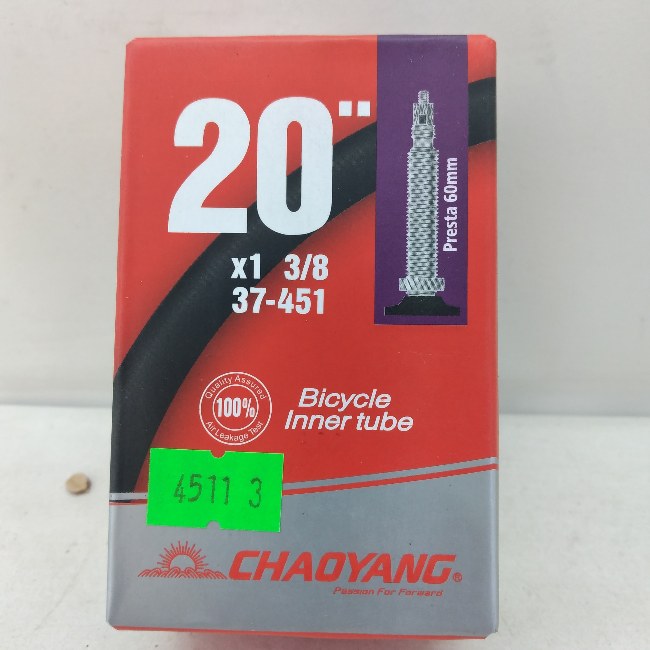 20"
x1 3/8
37-451
Presta 60mm
Quality Assured
100%
Air Leakage Test
Bicycle
Inner tube
4511 3
CHAOYANG®
Passion For Forward